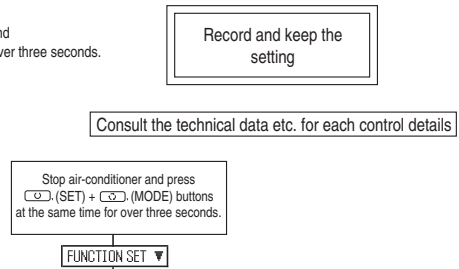 nd
ver three seconds.
Record and keep the
setting
Consult the technical data etc. for each control details
Stop air-conditioner and press
(SET) + (MODE) buttons
at the same time for over three seconds.
FUNCTION SET ▼